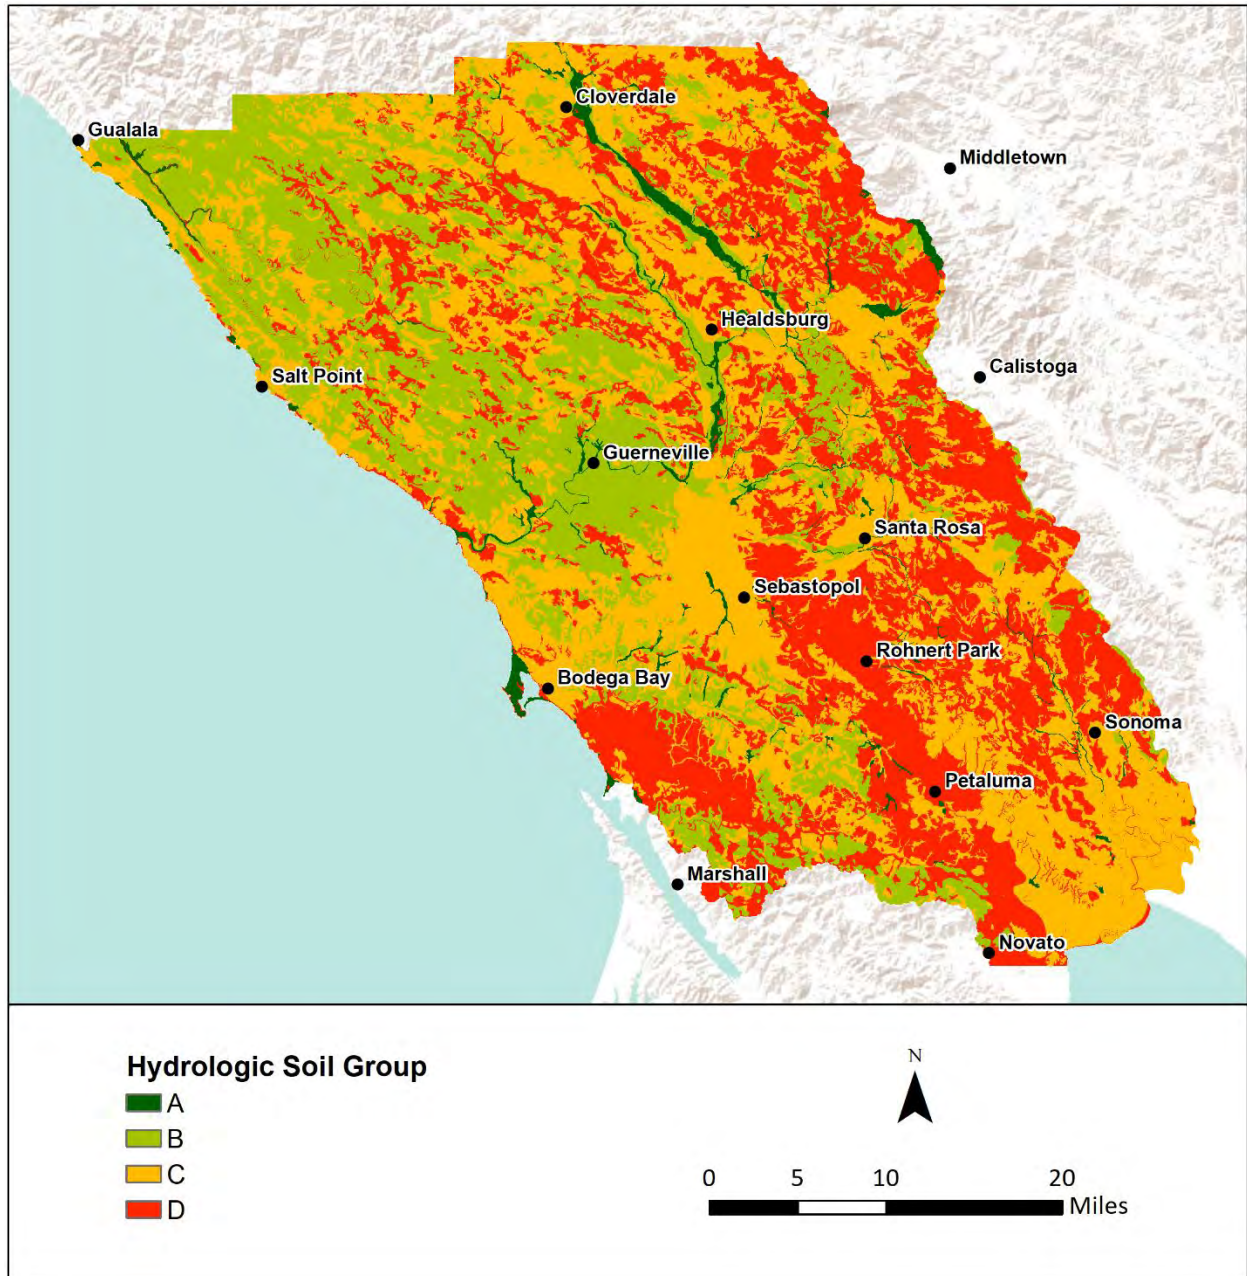 Cloverdale
Gualala
Middletown
Healdsburg
Salt Point
Calistoga
Guerneville
Santa Rosa
Sebastopol
Rohnert Park
Bodega Bay
Sonoma
Petaluma
Marshall
Novato
Hydrologic Soil Group
A
B
C
D
N
0 5 10 20
Miles